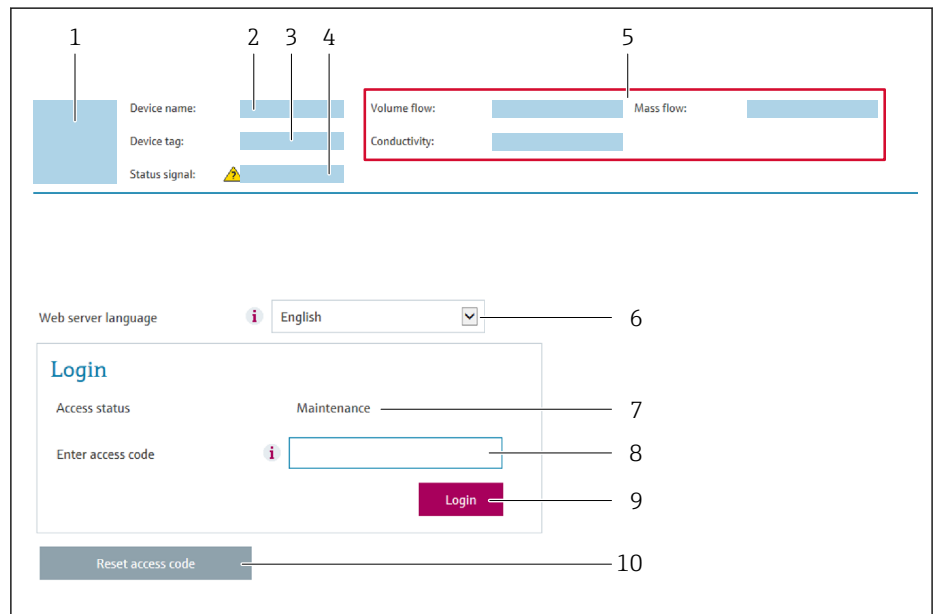 1 2 3 4 5
Device name: Volume flow: Mass flow:
Device tag: Conductivity:
Status signal: ?
Web server language i English 6
Login
Access status Maintenance 7
Enter access code i 8
Login 9
Reset access code 10